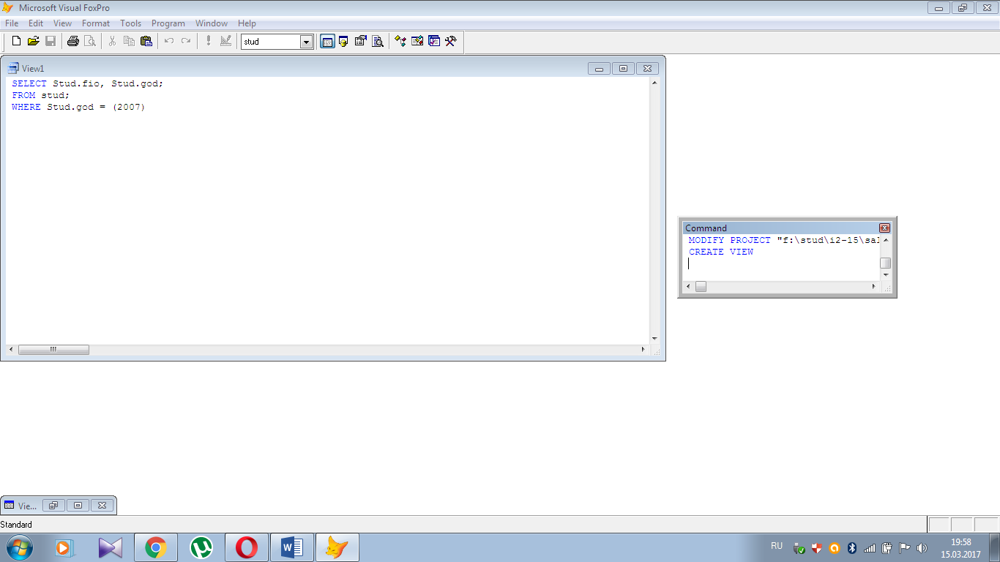 Microsoft Visual FoxPro
File Edit View Format Tools Program Window Help
stud
View1
SELECT Stud.fio, Stud.god;
FROM stud;
WHERE Stud.god = (2007)
Command
MODIFY PROJECT "f:\stud\i2-15\sal
CREATE VIEW
Vie...
Standard
RU
19:58
15.03.2017